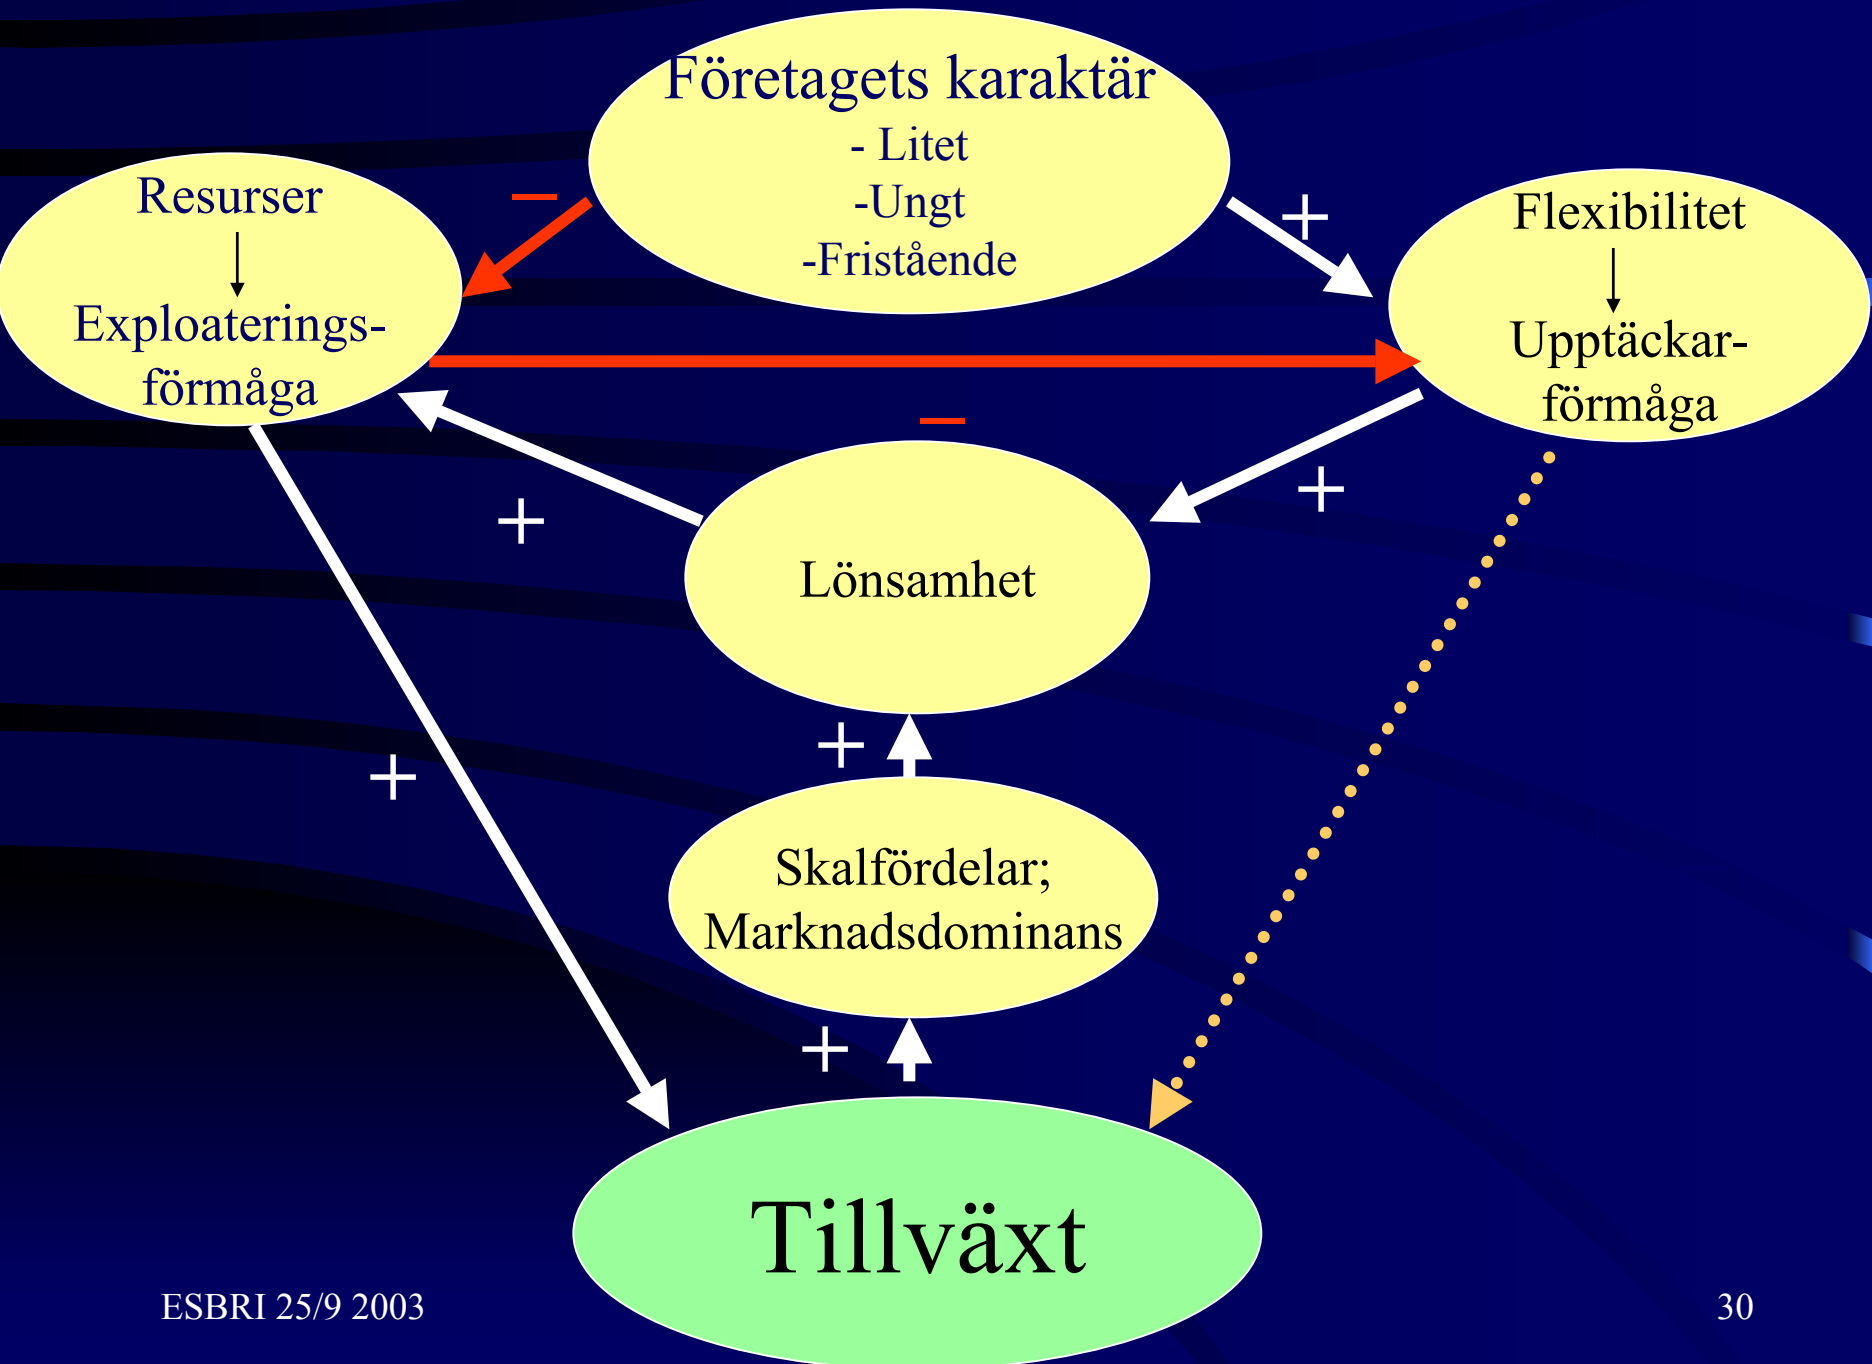 Företagets karaktär
- Litet
-Ungt
-Fristående
Resurser
Exploaterings-
förmåga
–
+
Flexibilitet
Upptäckar-
förmåga
–
+
+
Lönsamhet
+
+
Skalfördelar;
Marknadsdominans
+
Tillväxt
ESBRI 25/9 2003
30